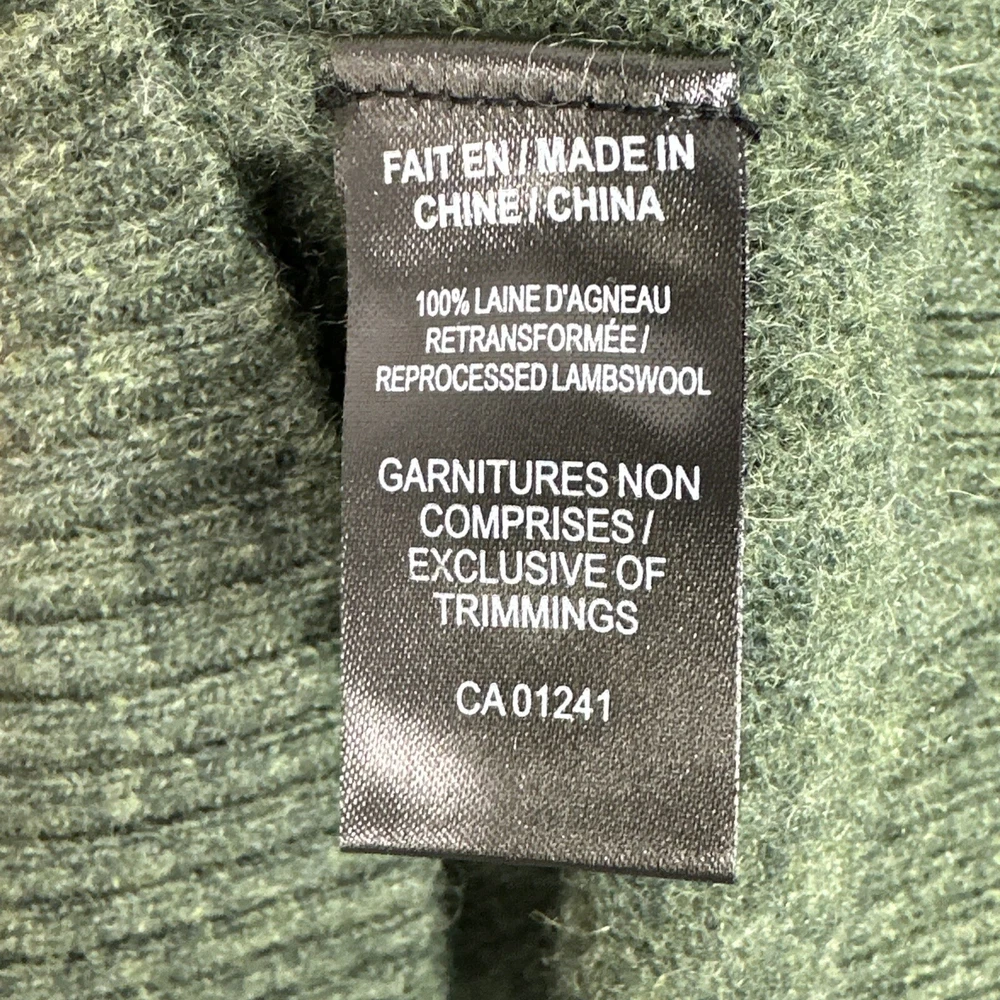 FAIT EN / MADE IN
CHINE / CHINA
100% LAINE D'AGNEAU
RETRANSFORMÉE /
REPROCESSED LAMBSWOOL
GARNITURES NON
COMPRISES /
EXCLUSIVE OF
TRIMMINGS
CA 01241